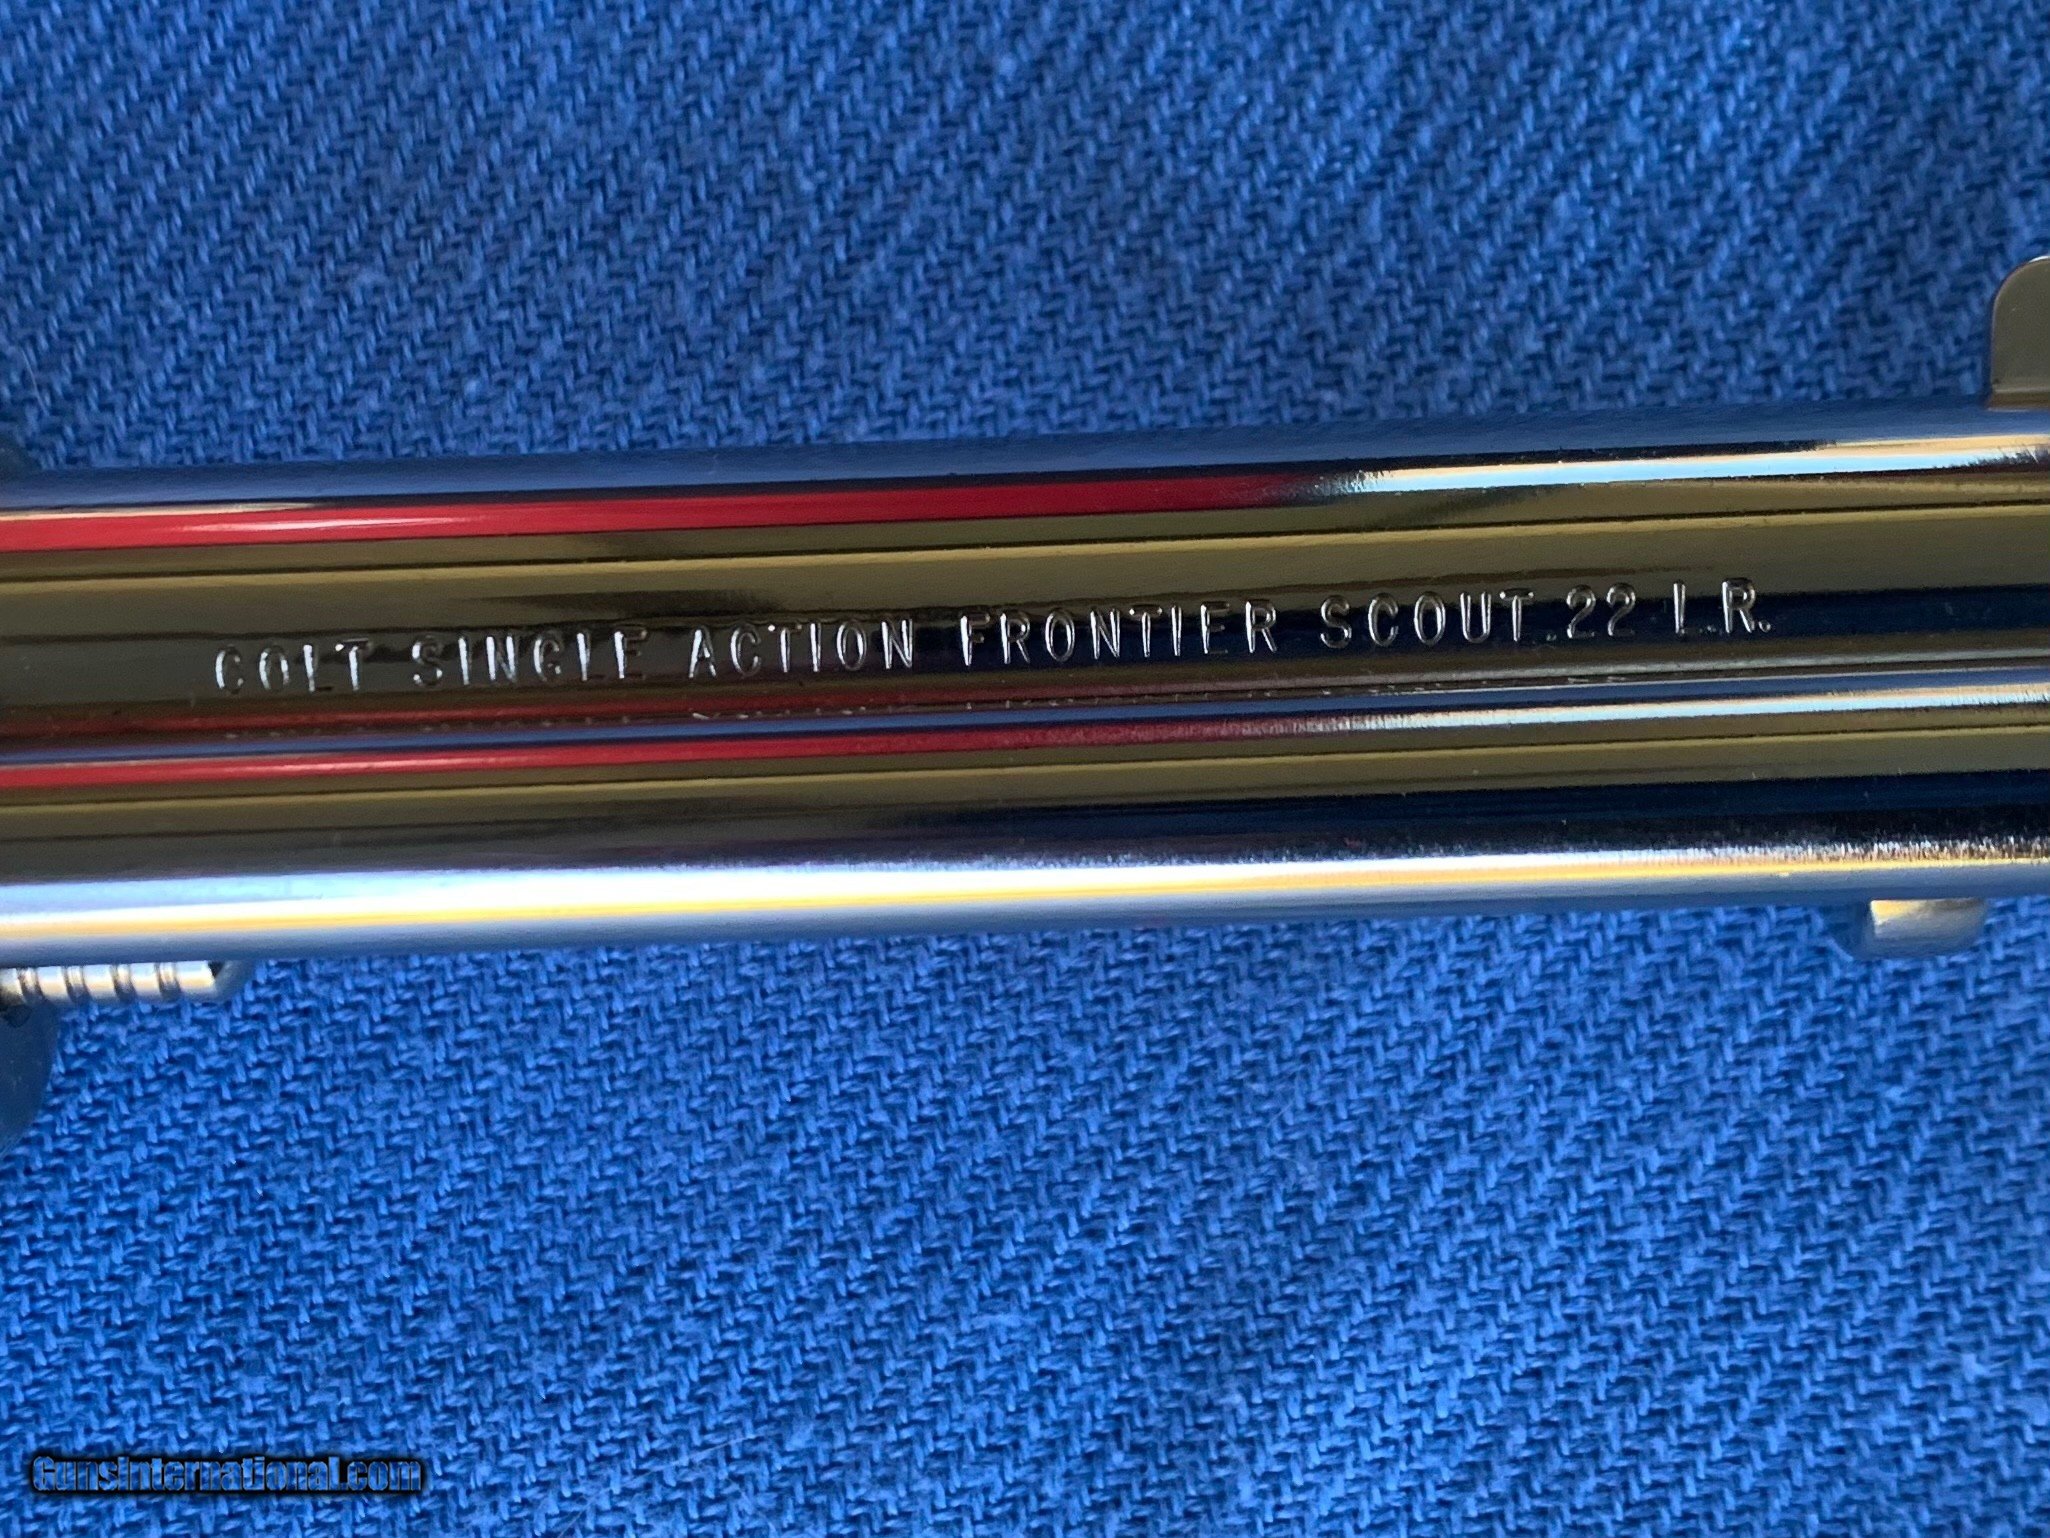 COLT SINGLE ACTION FRONTIER SCOUT .22 L.R.
GunsInternational.com